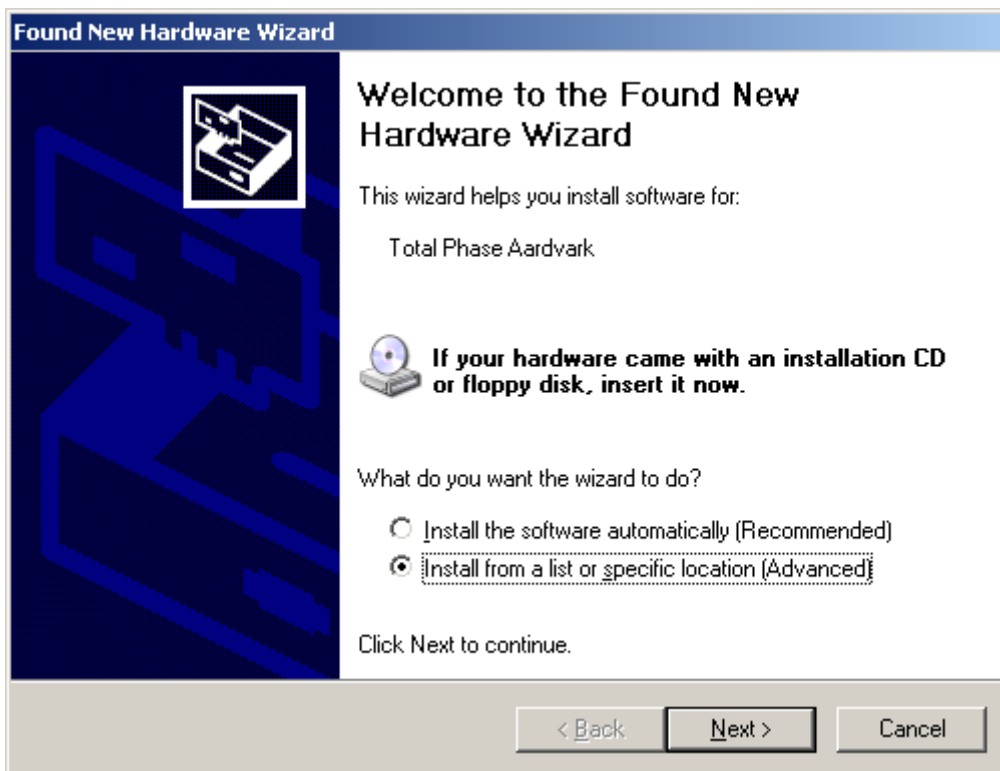 Found New Hardware Wizard
Welcome to the Found New
Hardware Wizard
This wizard helps you install software for:
Total Phase Aardvark
If your hardware came with an installation CD
or floppy disk, insert it now.
What do you want the wizard to do?
Install the software automatically (Recommended)
Install from a list or specific location (Advanced)
Click Next to continue.
< Back Next > Cancel